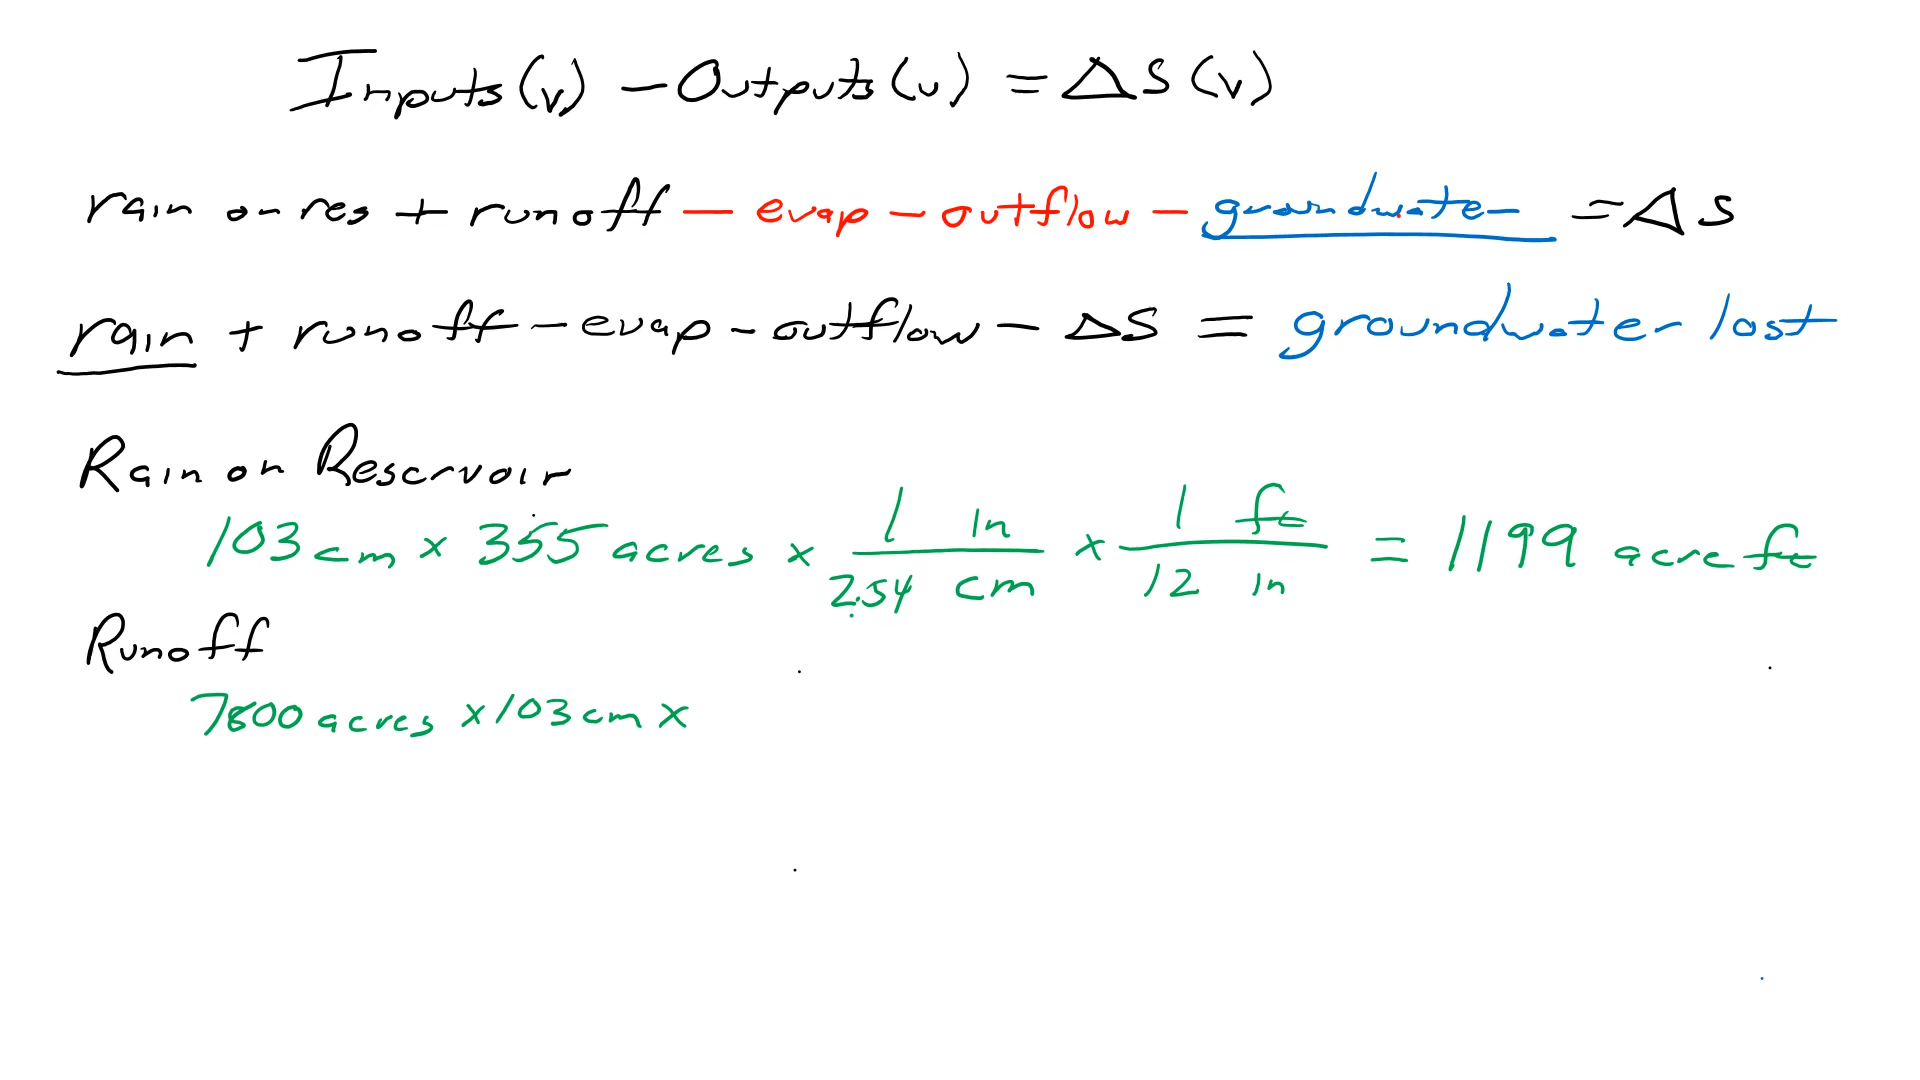 Inputs (v) - Outputs (v) = ΔS (v)
rain on res + runoff - evap - outflow - groundwater = ΔS
rain + runoff - evap - outflow - ΔS = groundwater lost
Rain on Reservoir
103 cm x 355 acres x 1 in / 2.54 cm x 1 ft / 12 in = 1199 acre ft
Runoff
7800 acres x 103 cm x